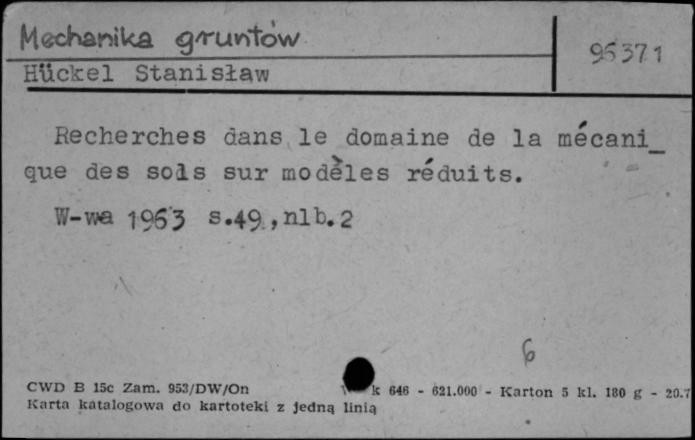 Mechanika gruntów
95371
Hückel Stanisław
Recherches dans le domaine de la mécani_
que des sols sur modèles réduits.
W-wa 1963 s.49, nlb.2
6
CWD B 15c Zam. 953/DW/On k 646 - 621.000 - Karton 5 kl. 180 g - 20.7
Karta katalogowa do kartoteki z jedną linią